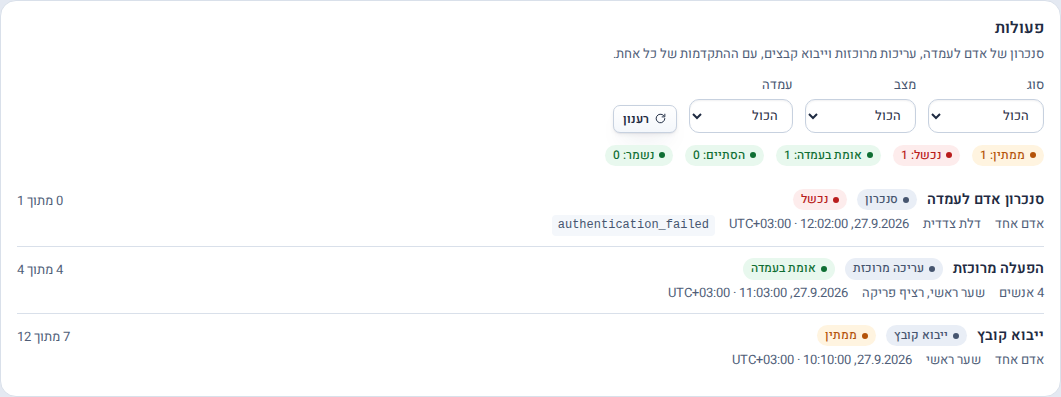 פעולות
סנכרון של אדם לעמדה, עריכות מרוכזות וייבוא קבצים, עם ההתקדמות של כל אחת.
סוג מצב עמדה
הכול הכול הכול רענון
ממתין: 1 נכשל: 1 אומת בעמדה: 1 הסתיים: 0 נשמר: 0
סנכרון אדם לעמדה סנכרון נכשל 0 מתוך 1
אדם אחד דלת צדדית 27.9.2026, 12:02:00 · UTC+03:00 authentication_failed
הפעלה מרוכזת עריכה מרוכזת אומת בעמדה 4 מתוך 4
4 אנשים שער ראשי, רציף פריקה 27.9.2026, 11:03:00 · UTC+03:00
ייבוא קובץ ייבוא קובץ ממתין 7 מתוך 12
אדם אחד שער ראשי 27.9.2026, 10:10:00 · UTC+03:00